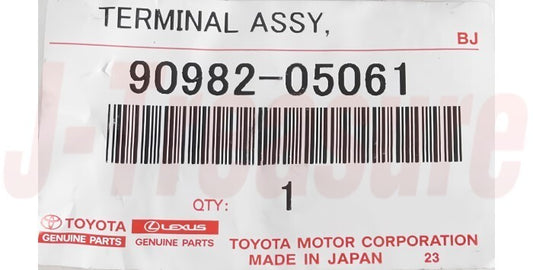 TERMINAL ASSY,
BJ
90982-05061
J-Treasure
QTY: 1
TOYOTA
GENUINE PARTS
LEXUS
GENUINE PARTS
TOYOTA MOTOR CORPORATION
MADE IN JAPAN 23